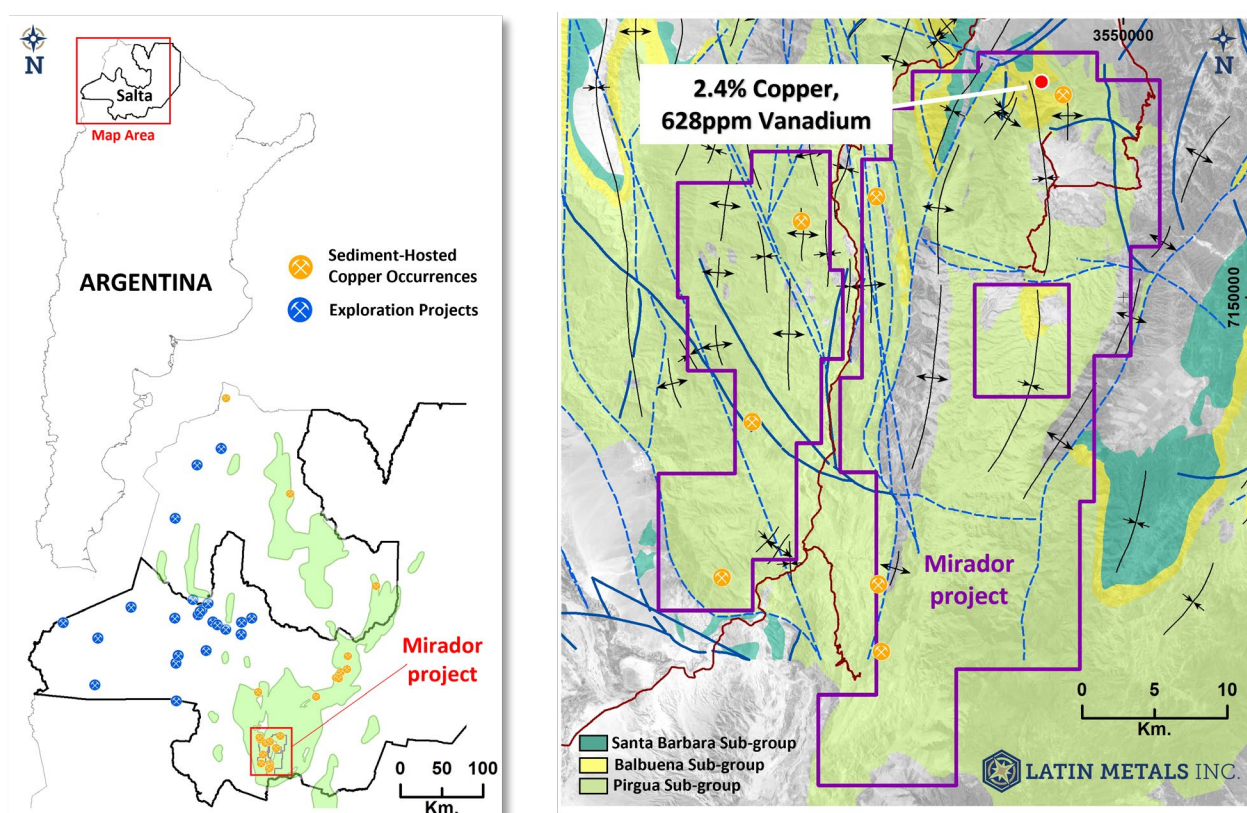 N
Salta
Map Area
ARGENTINA
Sediment-Hosted
Copper Occurrences
Exploration Projects
Mirador
project
0 50 100
Km.
3550000
N
2.4% Copper,
628ppm Vanadium
7150000
Mirador
project
0 5 10
Km.
Santa Barbara Sub-group
Balbuena Sub-group
Pirgua Sub-group
LATIN METALS INC.